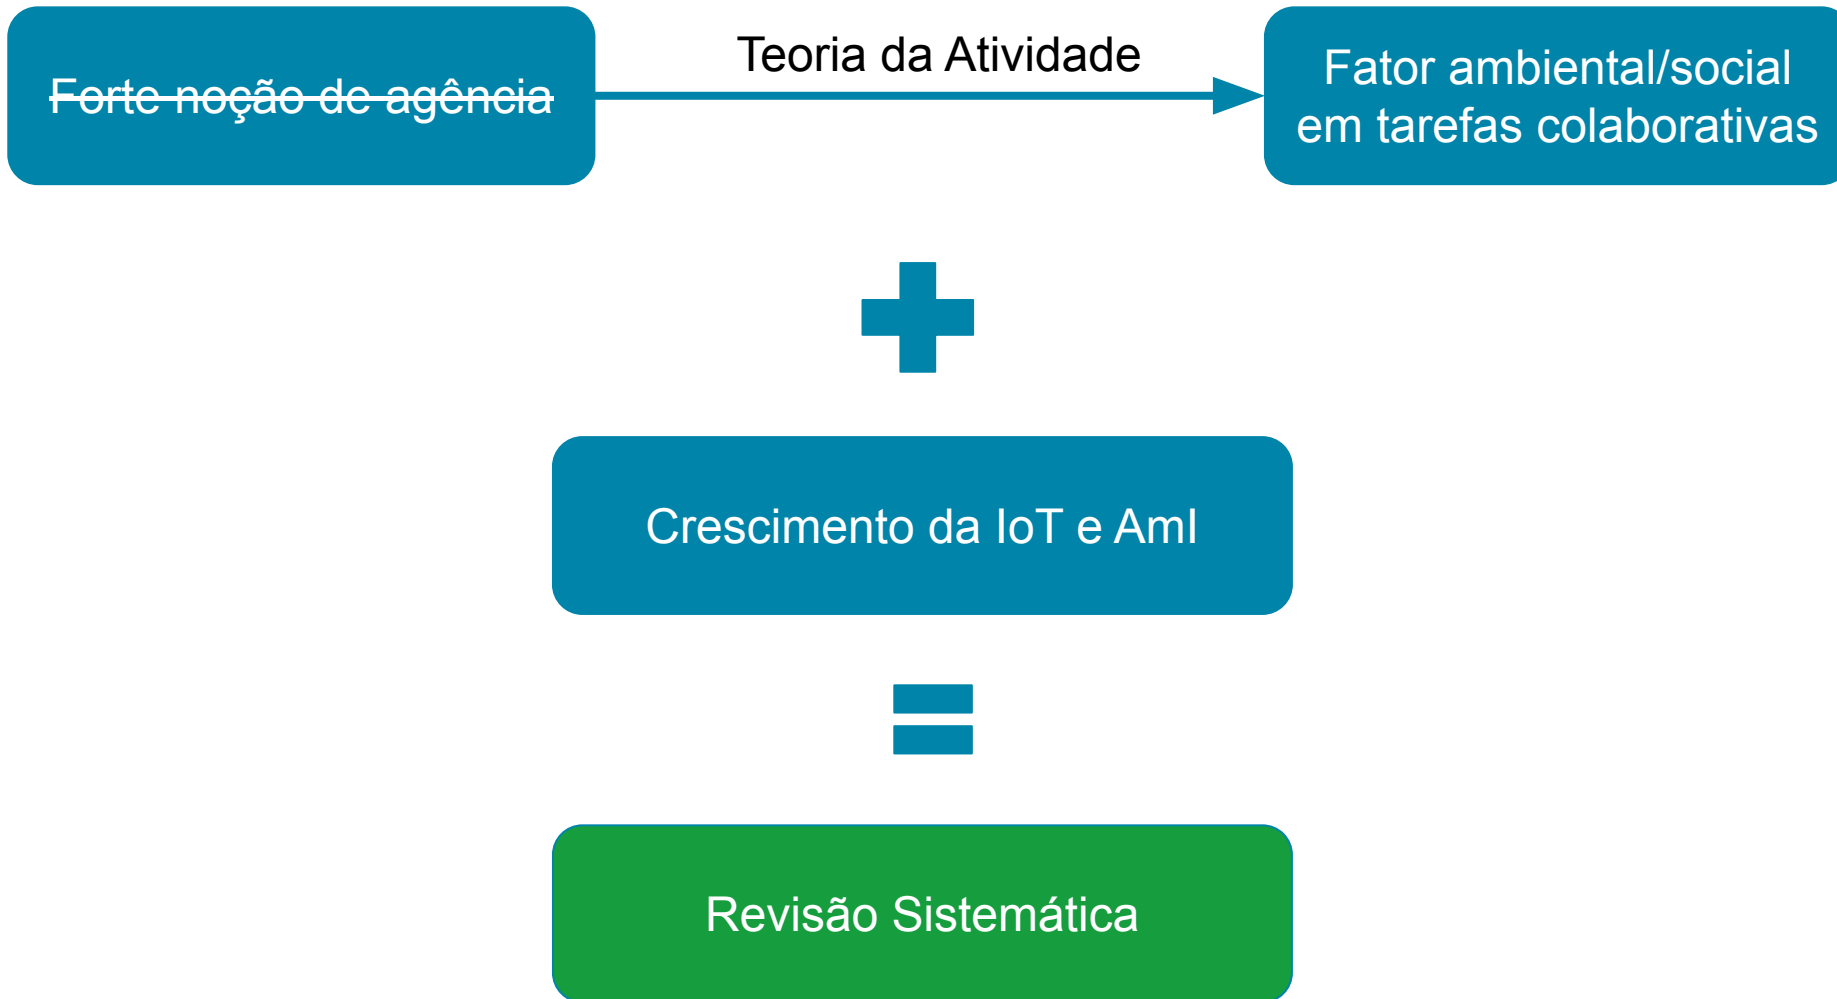 Forte noção de agência
Teoria da Atividade
Fator ambiental/social
em tarefas colaborativas
Crescimento da IoT e AmI
Revisão Sistemática